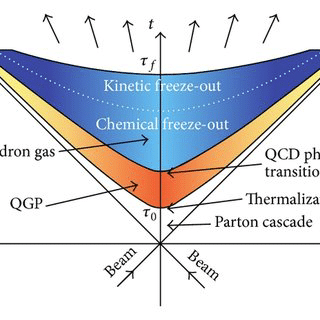 t
τf
Kinetic freeze-out
Chemical freeze-out
dron gas
QCD ph
transitio
QGP
τ0
Thermaliza
Parton cascade
Beam
Beam